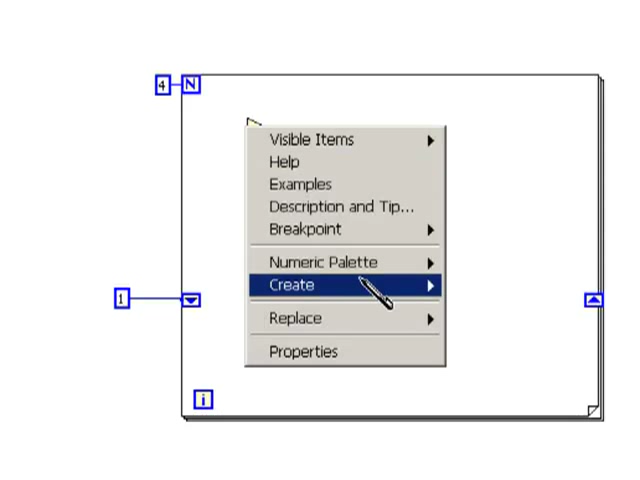 4 N
Visible Items
Help
Examples
Description and Tip...
Breakpoint
Numeric Palette
Create
1
Replace
Properties
i